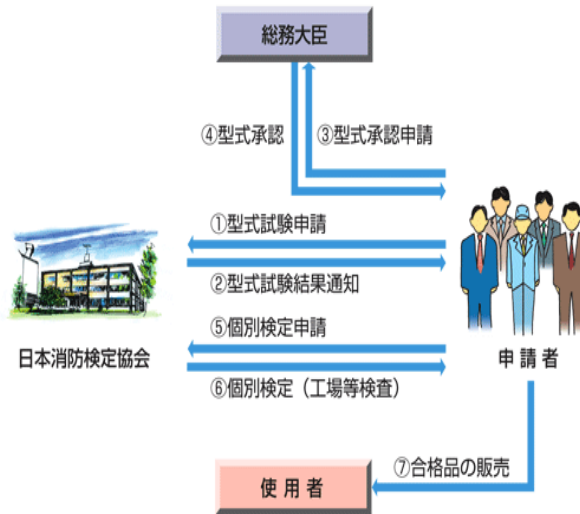 総務大臣
④型式承認
③型式承認申請
①型式試験申請
②型式試験結果通知
⑤個別検定申請
日本消防検定協会
申請者
⑥個別検定（工場等検査）
⑦合格品の販売
使用者